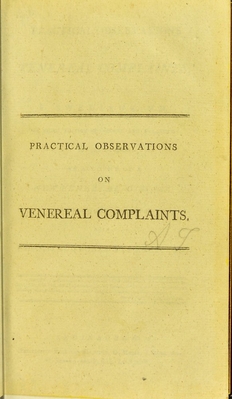 PRACTICAL OBSERVATIONS
ON
VENEREAL COMPLAINTS.